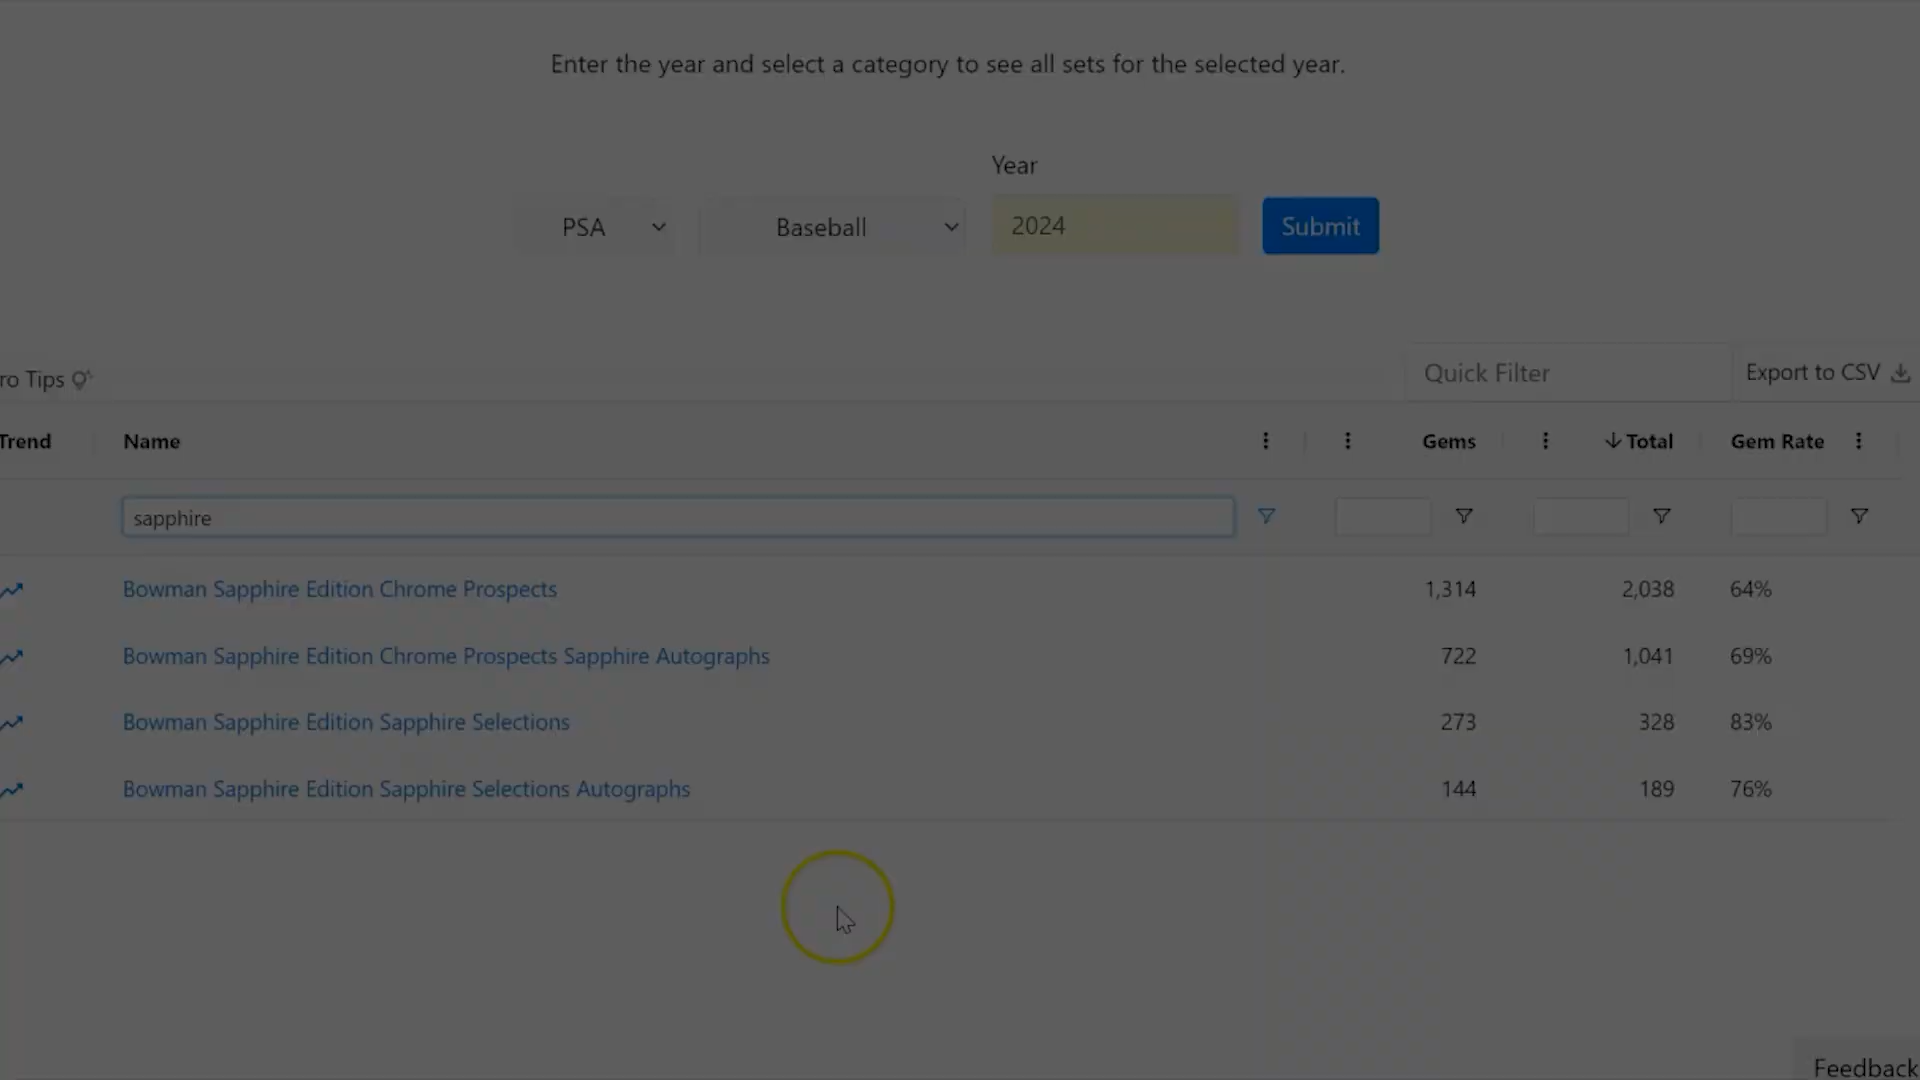 Enter the year and select a category to see all sets for the selected year.
Year
PSA Baseball 2024 Submit
ro Tips Quick Filter Export to CSV
Trend Name Gems Total Gem Rate
sapphire
Bowman Sapphire Edition Chrome Prospects 1,314 2,038 64%
Bowman Sapphire Edition Chrome Prospects Sapphire Autographs 722 1,041 69%
Bowman Sapphire Edition Sapphire Selections 273 328 83%
Bowman Sapphire Edition Sapphire Selections Autographs 144 189 76%
Feedback